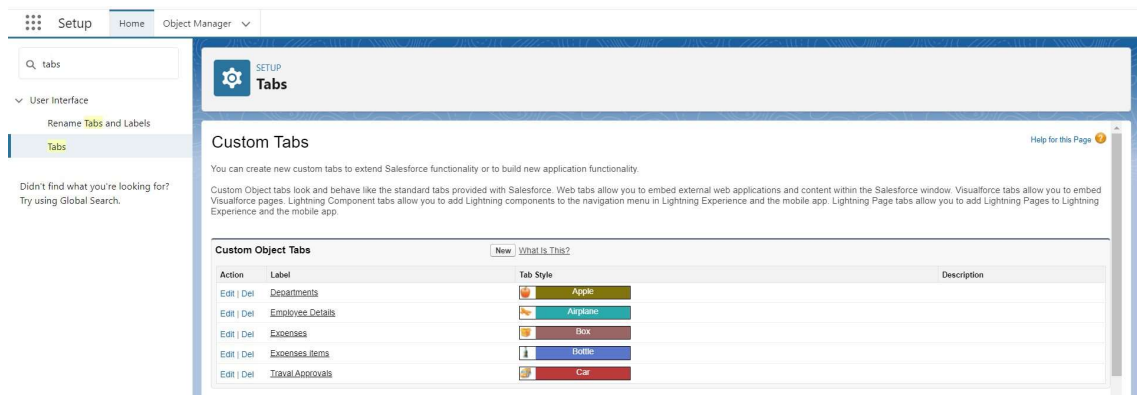 Setup Home Object Manager
tabs
User Interface
Rename Tabs and Labels
Tabs
Didn't find what you're looking for?
Try using Global Search.
SETUP
Tabs
Custom Tabs
Help for this Page
You can create new custom tabs to extend Salesforce functionality or to build new application functionality.
Custom Object tabs look and behave like the standard tabs provided with Salesforce. Web tabs allow you to embed external web applications and content within the Salesforce window. Visualforce tabs allow you to embed
Visualforce pages. Lightning Component tabs allow you to add Lightning components to the navigation menu in Lightning Experience and the mobile app. Lightning Page tabs allow you to add Lightning Pages to Lightning
Experience and the mobile app.
Custom Object Tabs New What Is This?
Action Label Tab Style Description
Edit | Del Departments Apple
Edit | Del Employee Details Airplane
Edit | Del Expenses Box
Edit | Del Expenses items Bottle
Edit | Del Traval Approvals Car